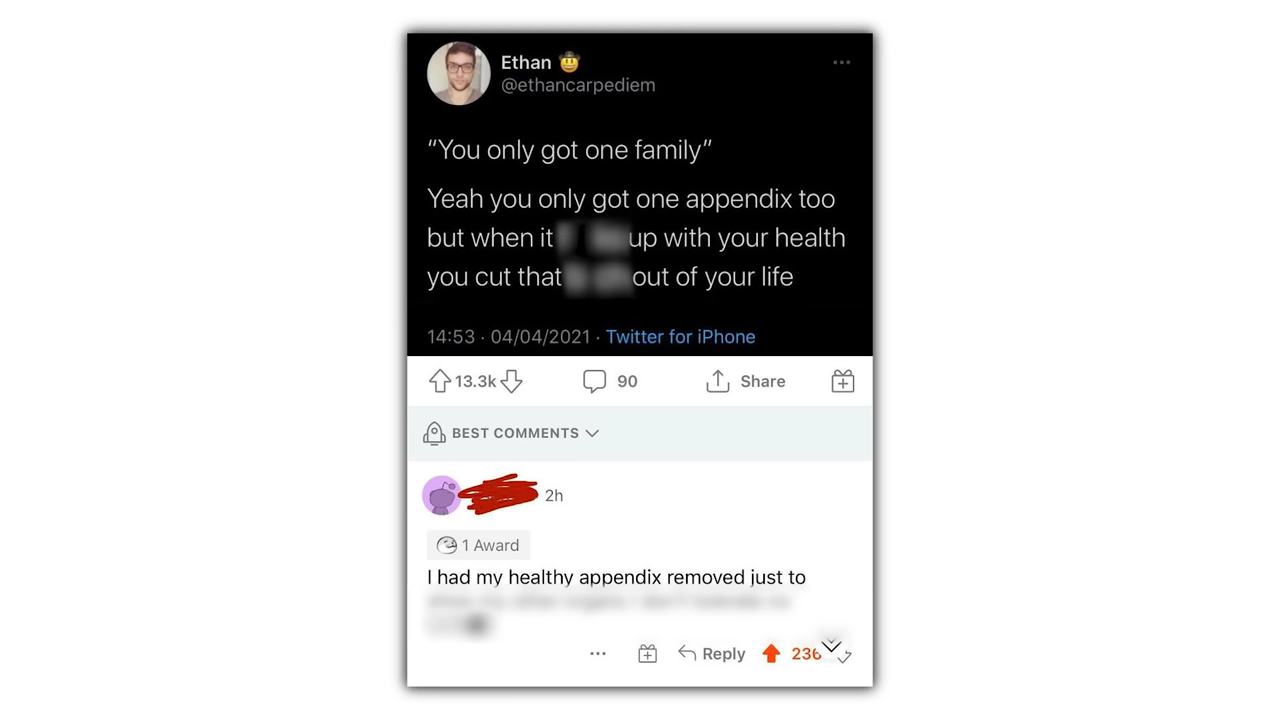 Ethan 🤠
@ethancarpediem
“You only got one family”
Yeah you only got one appendix too
but when it up with your health
you cut that out of your life
14:53 · 04/04/2021 · Twitter for iPhone
13.3k 90 Share
BEST COMMENTS
2h
1 Award
I had my healthy appendix removed just to
Reply 236